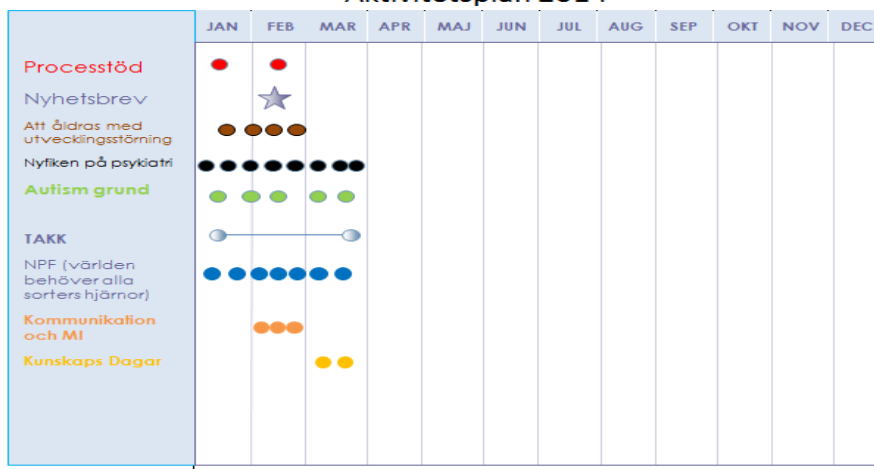 JAN FEB MAR APR MAJ JUN JUL AUG SEP OKT NOV DEC
Processtöd
Nyhetsbrev
Att åldras med
utvecklingsstörning
Nyfiken på psykiatri
Autism grund
TAKK
NPF (världen
behöver alla
sorters hjärnor)
Kommunikation
och MI
Kunskaps Dagar